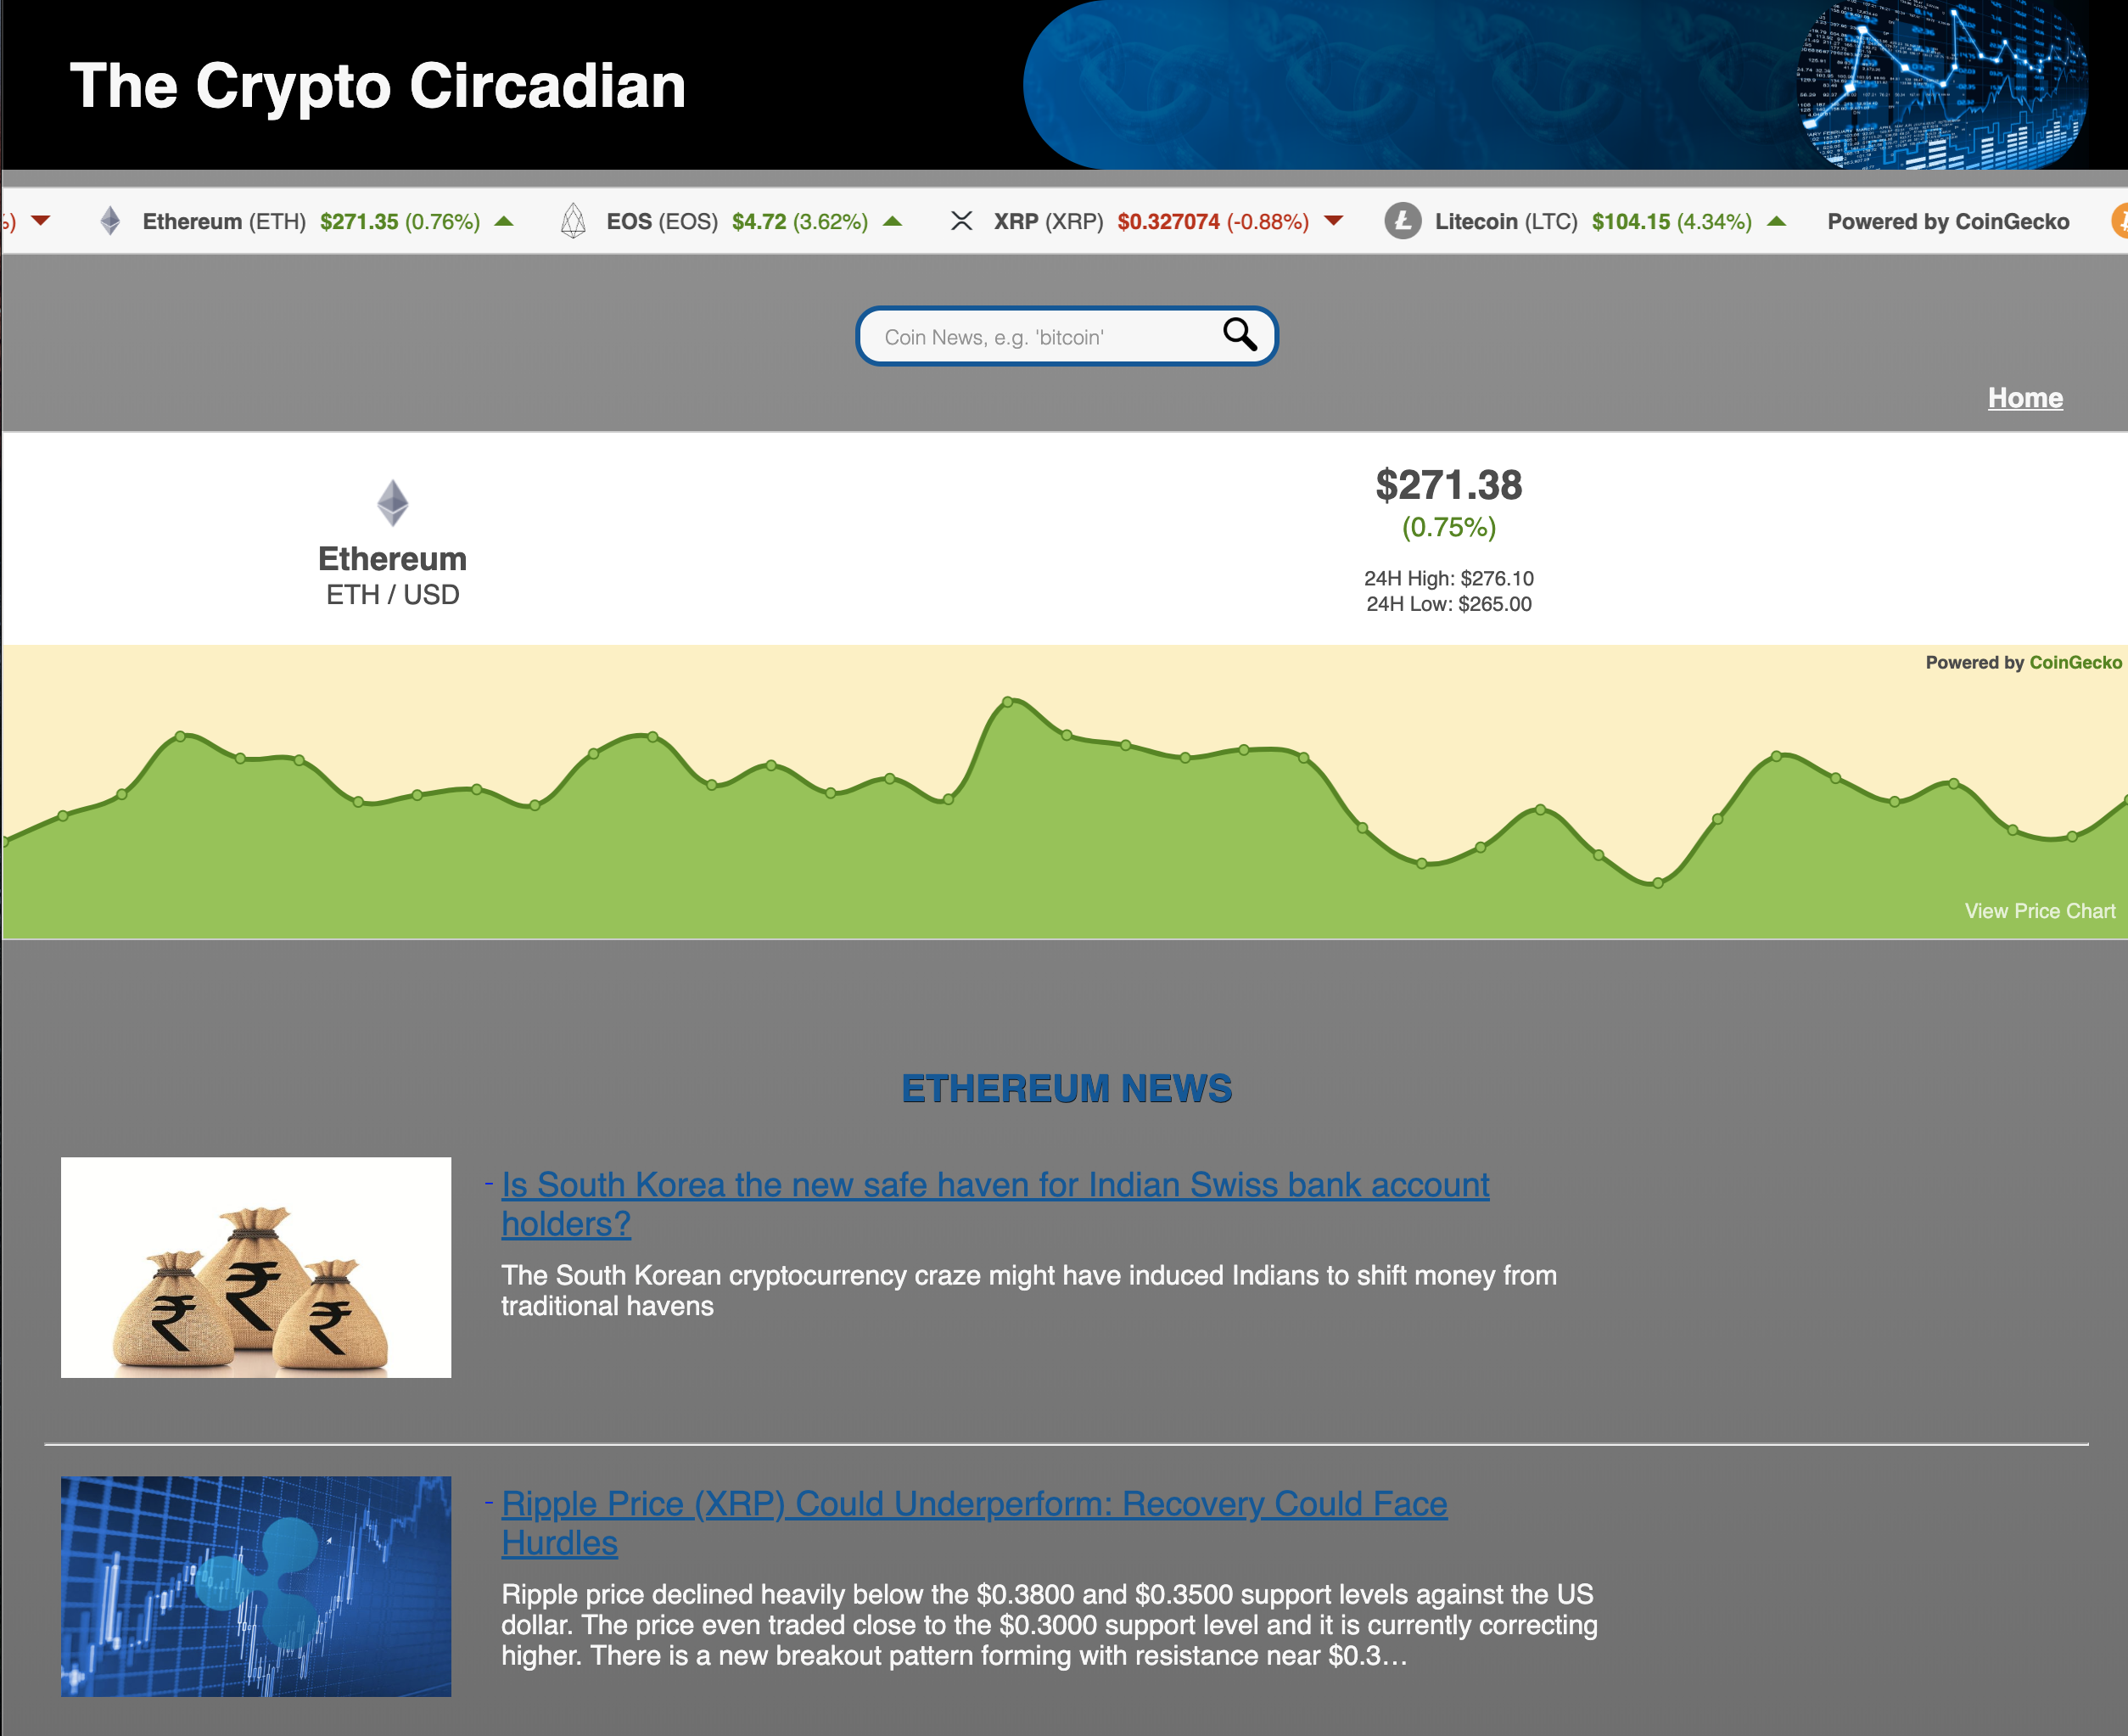 The Crypto Circadian
%) Ethereum (ETH) $271.35 (0.76%) EOS (EOS) $4.72 (3.62%) XRP (XRP) $0.327074 (-0.88%) Litecoin (LTC) $104.15 (4.34%) Powered by CoinGecko
Coin News, e.g. 'bitcoin'
Home
Ethereum
ETH / USD
$271.38
(0.75%)
24H High: $276.10
24H Low: $265.00
Powered by CoinGecko
View Price Chart
ETHEREUM NEWS
- Is South Korea the new safe haven for Indian Swiss bank account
holders?
The South Korean cryptocurrency craze might have induced Indians to shift money from
traditional havens
₹ ₹ ₹
- Ripple Price (XRP) Could Underperform: Recovery Could Face
Hurdles
Ripple price declined heavily below the $0.3800 and $0.3500 support levels against the US
dollar. The price even traded close to the $0.3000 support level and it is currently correcting
higher. There is a new breakout pattern forming with resistance near $0.3…